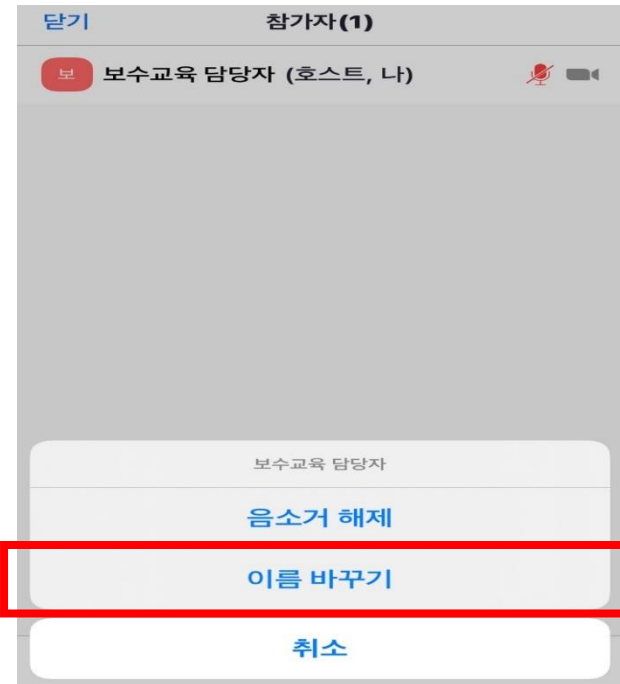 닫기 참가자(1)
보 보수교육 담당자 (호스트, 나)
보수교육 담당자
음소거 해제
이름 바꾸기
취소